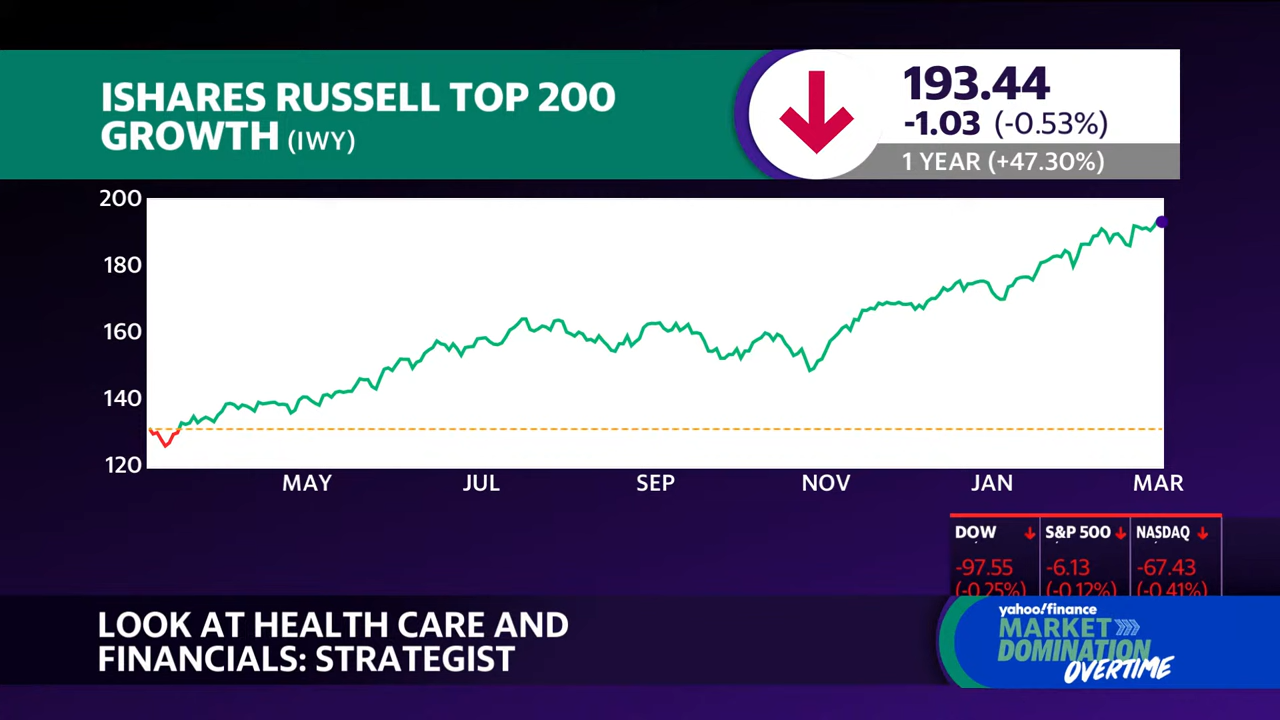 ISHARES RUSSELL TOP 200
GROWTH (IWY)
193.44
-1.03 (-0.53%)
1 YEAR (+47.30%)
200
180
160
140
120
MAY JUL SEP NOV JAN MAR
DOW S&P 500 NASDAQ
-97.55 -6.13 -67.43
(-0.25%) (-0.12%) (-0.41%)
LOOK AT HEALTH CARE AND
FINANCIALS: STRATEGIST
yahoo!finance
MARKET
DOMINATION
OVERTIME